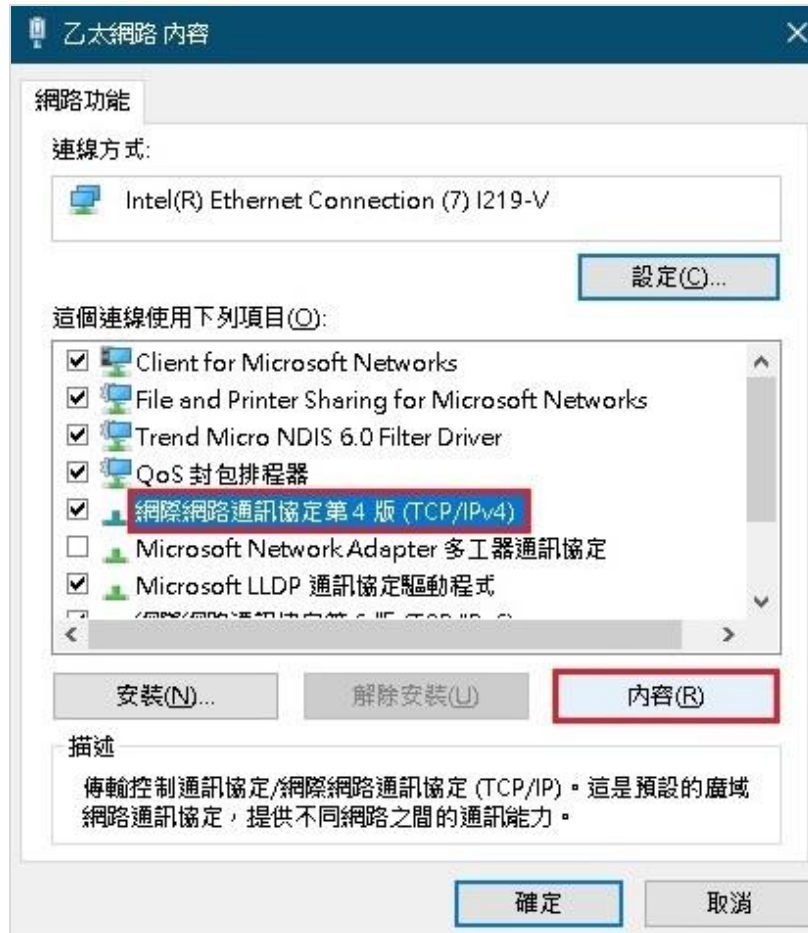 乙太網路 內容
網路功能
連線方式:
Intel(R) Ethernet Connection (7) I219-V
設定(C)...
這個連線使用下列項目(O):
Client for Microsoft Networks
File and Printer Sharing for Microsoft Networks
Trend Micro NDIS 6.0 Filter Driver
QoS 封包排程器
網際網路通訊協定第 4 版 (TCP/IPv4)
Microsoft Network Adapter 多工器通訊協定
Microsoft LLDP 通訊協定驅動程式
安裝(N)...
解除安裝(U)
內容(R)
描述
傳輸控制通訊協定/網際網路通訊協定 (TCP/IP)。這是預設的廣域
網路通訊協定，提供不同網路之間的通訊能力。
確定
取消